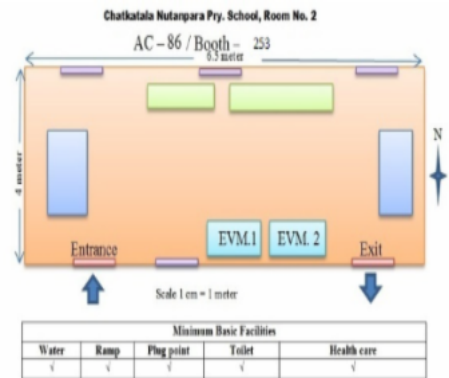 Chatkatala Nutanpara Pry. School, Room No. 2
AC – 86 / Booth – 253
6.5 meter
4 meter
N
EVM.1 EVM. 2
Entrance Exit
Scale 1 cm = 1 meter
Minimum Basic Facilities
Water Ramp Plug point Toilet Health care
√ √ √ √ √